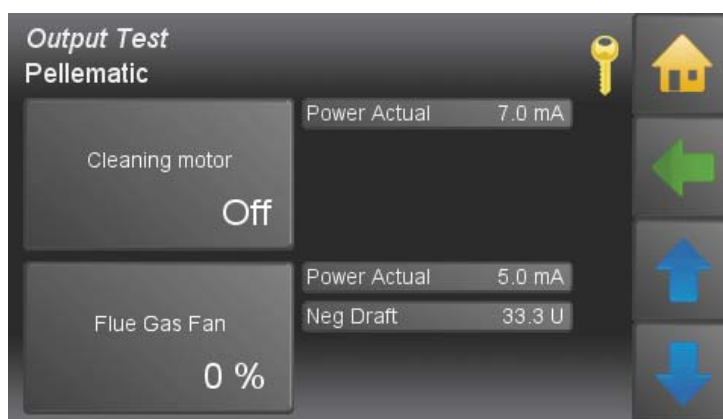 Output Test
Pellematic
Cleaning motor
Off
Power Actual 7.0 mA
Flue Gas Fan
0 %
Power Actual 5.0 mA
Neg Draft 33.3 U